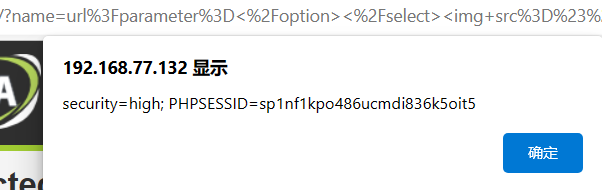 /?name=url%3Fparameter%3D<%2Foption><%2Fselect><img+src%3D%23%
A
192.168.77.132 显示
security=high; PHPSESSID=sp1nf1kpo486ucmdi836k5oit5
确定
cted